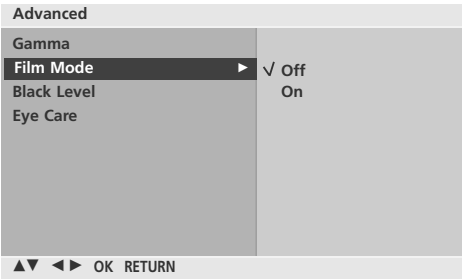 Advanced
Gamma
Film Mode ► √ Off
Black Level On
Eye Care
▲▼ ◄► OK RETURN